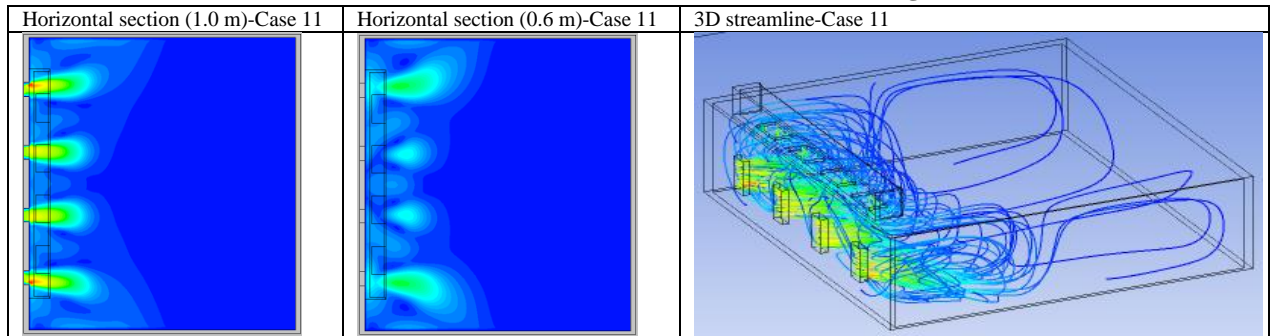 Horizontal section (1.0 m)-Case 11
Horizontal section (0.6 m)-Case 11
3D streamline-Case 11